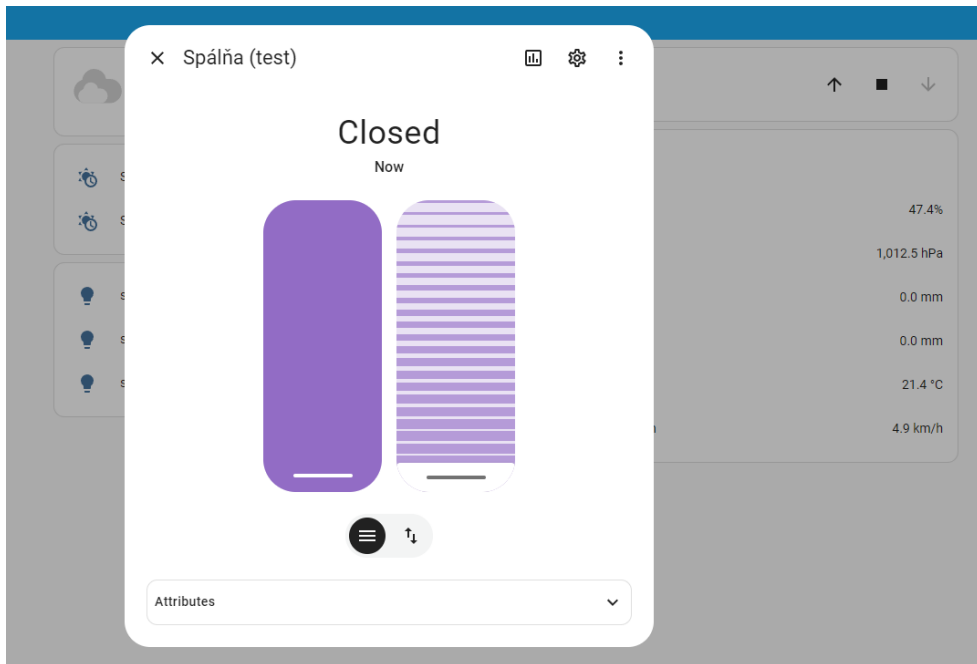 Spálňa (test)
Closed
Now
47.4%
1,012.5 hPa
0.0 mm
0.0 mm
21.4 °C
4.9 km/h
Attributes